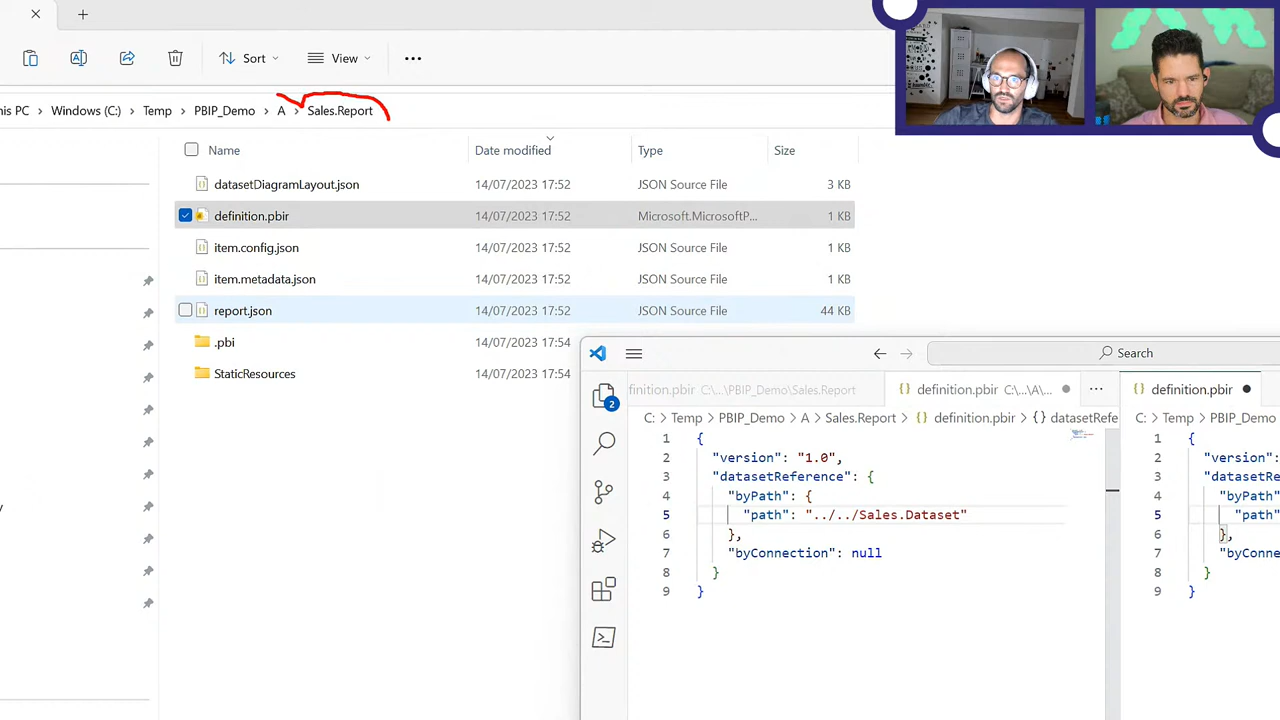 Sort
View
his PC > Windows (C:) > Temp > PBIP_Demo > A > Sales.Report
Name Date modified Type Size
datasetDiagramLayout.json 14/07/2023 17:52 JSON Source File 3 KB
definition.pbir 14/07/2023 17:52 Microsoft.MicrosoftP... 1 KB
item.config.json 14/07/2023 17:52 JSON Source File 1 KB
item.metadata.json 14/07/2023 17:52 JSON Source File 1 KB
report.json 14/07/2023 17:52 JSON Source File 44 KB
.pbi 14/07/2023 17:54
StaticResources 14/07/2023 17:54
Search
2
finition.pbir C:\...\PBIP_Demo\Sales.Report
definition.pbir C:\...\A\...
C: > Temp > PBIP_Demo > A > Sales.Report > definition.pbir > {} datasetRefe
1 {
2 "version": "1.0",
3 "datasetReference": {
4 "byPath": {
5 "path": "../../Sales.Dataset"
6 },
7 "byConnection": null
8 }
9 }
definition.pbir
C: > Temp > PBIP_Demo
1 {
2 "version":
3 "datasetRe
4 "byPath"
5 "path"
6 },
7 "byConne
8 }
9 }